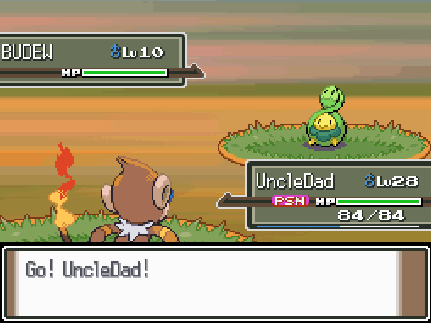 BUDEW ♂Lv10
HP
UncleDad ♂Lv28
PSN HP
84/84
Go! UncleDad!